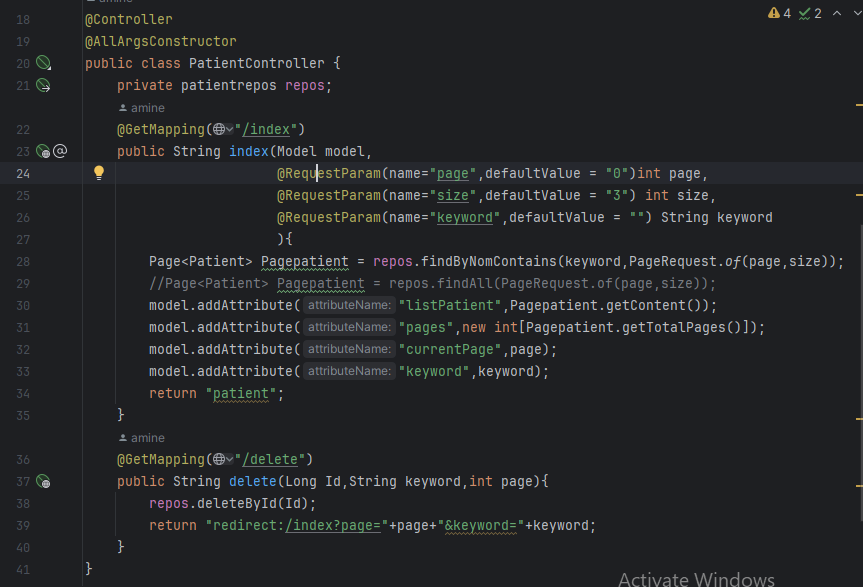 amine
4 2
18 @Controller
19 @AllArgsConstructor
20 public class PatientController {
21 private patientrepos repos;
amine
22 @GetMapping("/index")
23 public String index(Model model,
24 @RequestParam(name="page",defaultValue = "0")int page,
25 @RequestParam(name="size",defaultValue = "3") int size,
26 @RequestParam(name="keyword",defaultValue = "") String keyword
27 ){
28 Page<Patient> Pagepatient = repos.findByNomContains(keyword,PageRequest.of(page,size));
29 //Page<Patient> Pagepatient = repos.findAll(PageRequest.of(page,size));
30 model.addAttribute( attributeName: "listPatient",Pagepatient.getContent());
31 model.addAttribute( attributeName: "pages",new int[Pagepatient.getTotalPages()]);
32 model.addAttribute( attributeName: "currentPage",page);
33 model.addAttribute( attributeName: "keyword",keyword);
34 return "patient";
35 }
amine
36 @GetMapping("/delete")
37 public String delete(Long Id,String keyword,int page){
38 repos.deleteById(Id);
39 return "redirect:/index?page="+page+"&keyword="+keyword;
40 }
41 }
Activate Windows